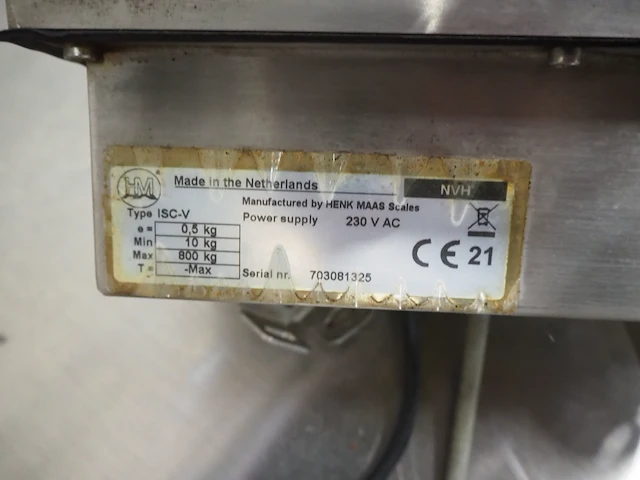 HM
Made in the Netherlands
NVH
Manufactured by HENK MAAS Scales
Type ISC-V
Power supply 230 V AC
e = 0,5 kg
Min 10 kg
Max 800 kg
T = -Max
CE 21
Serial nr. 703081325